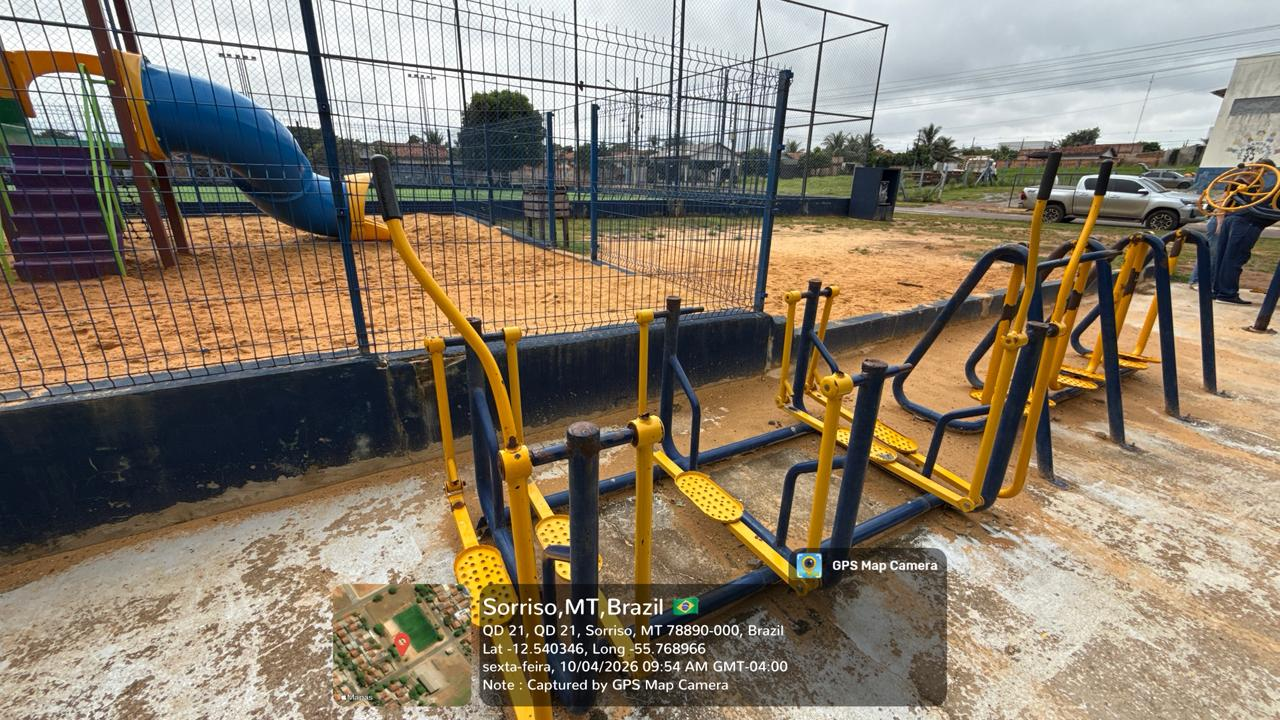 GPS Map Camera
Sorriso,MT,Brazil
QD 21, QD 21, Sorriso, MT 78890-000, Brazil
Lat -12.540346, Long -55.768966
sexta-feira, 10/04/2026 09:54 AM GMT-04:00
Note : Captured by GPS Map Camera
Mapas